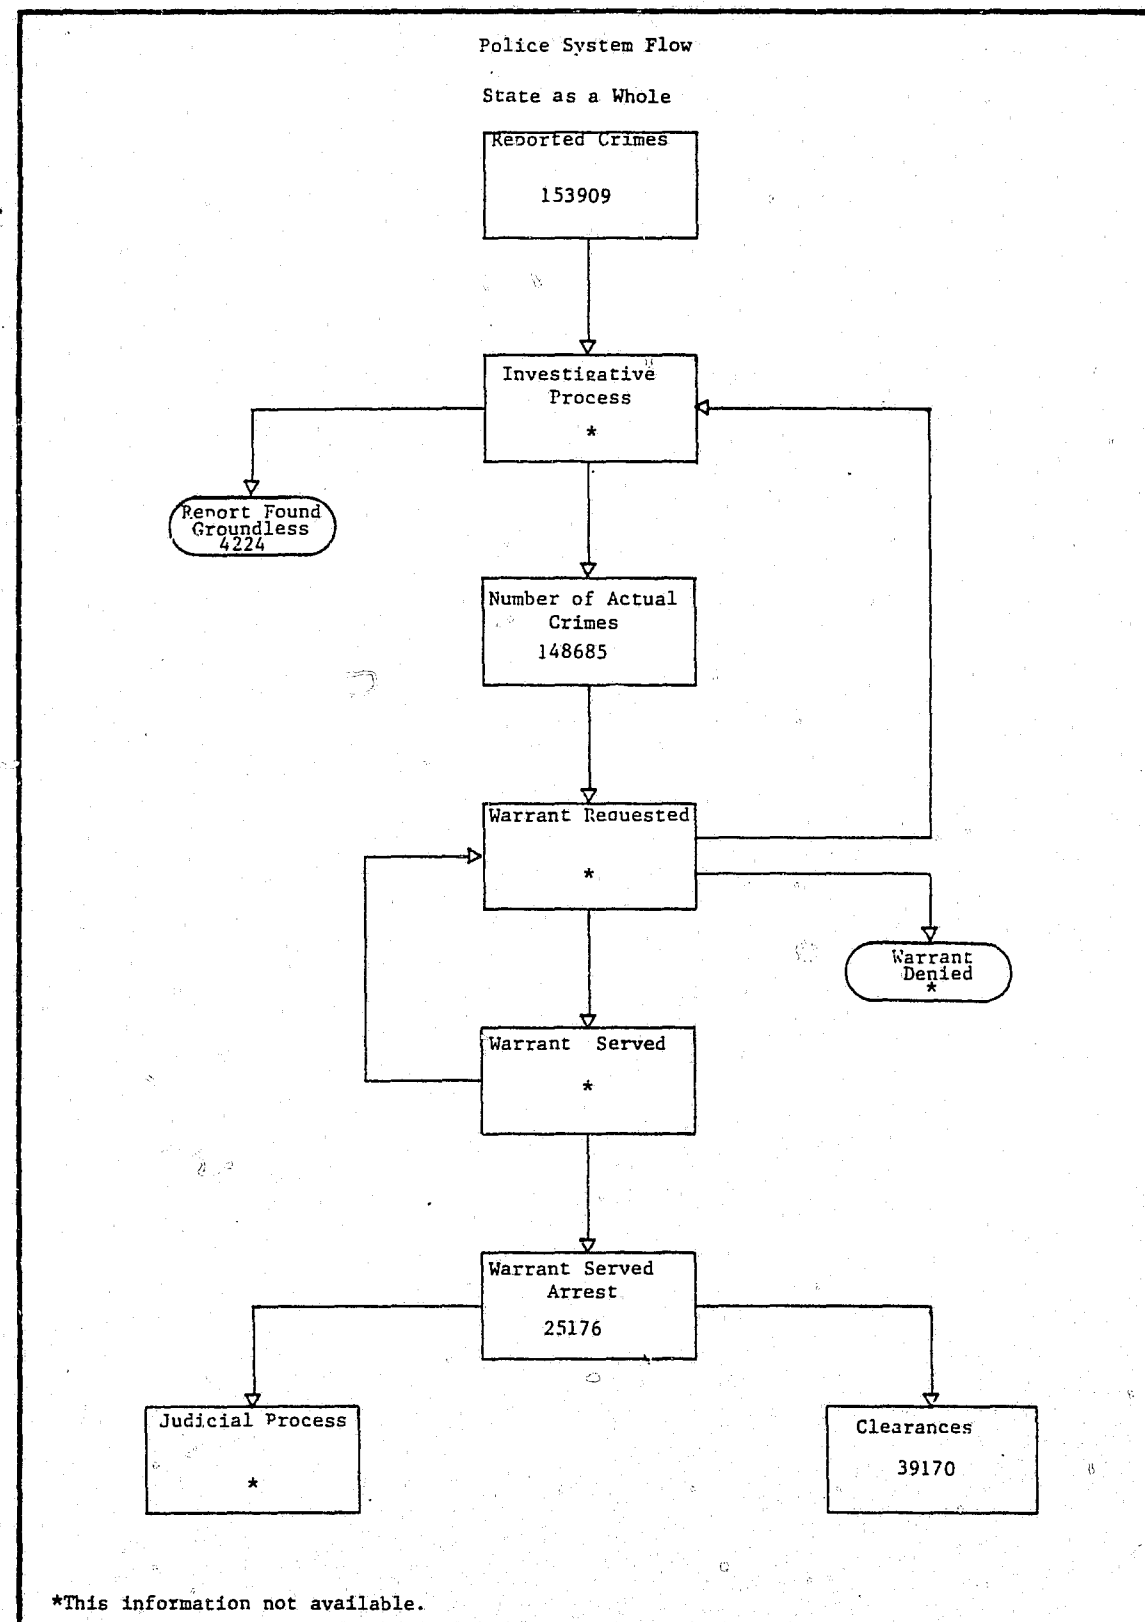 Police System Flow
State as a Whole
Reported Crimes
153909
Investigative
Process
*
Report Found
Groundless
4224
Number of Actual
Crimes
148685
Warrant Requested
*
Warrant
Denied
*
Warrant Served
*
Warrant Served
Arrest
25176
Judicial Process
*
Clearances
39170
*This information not available.